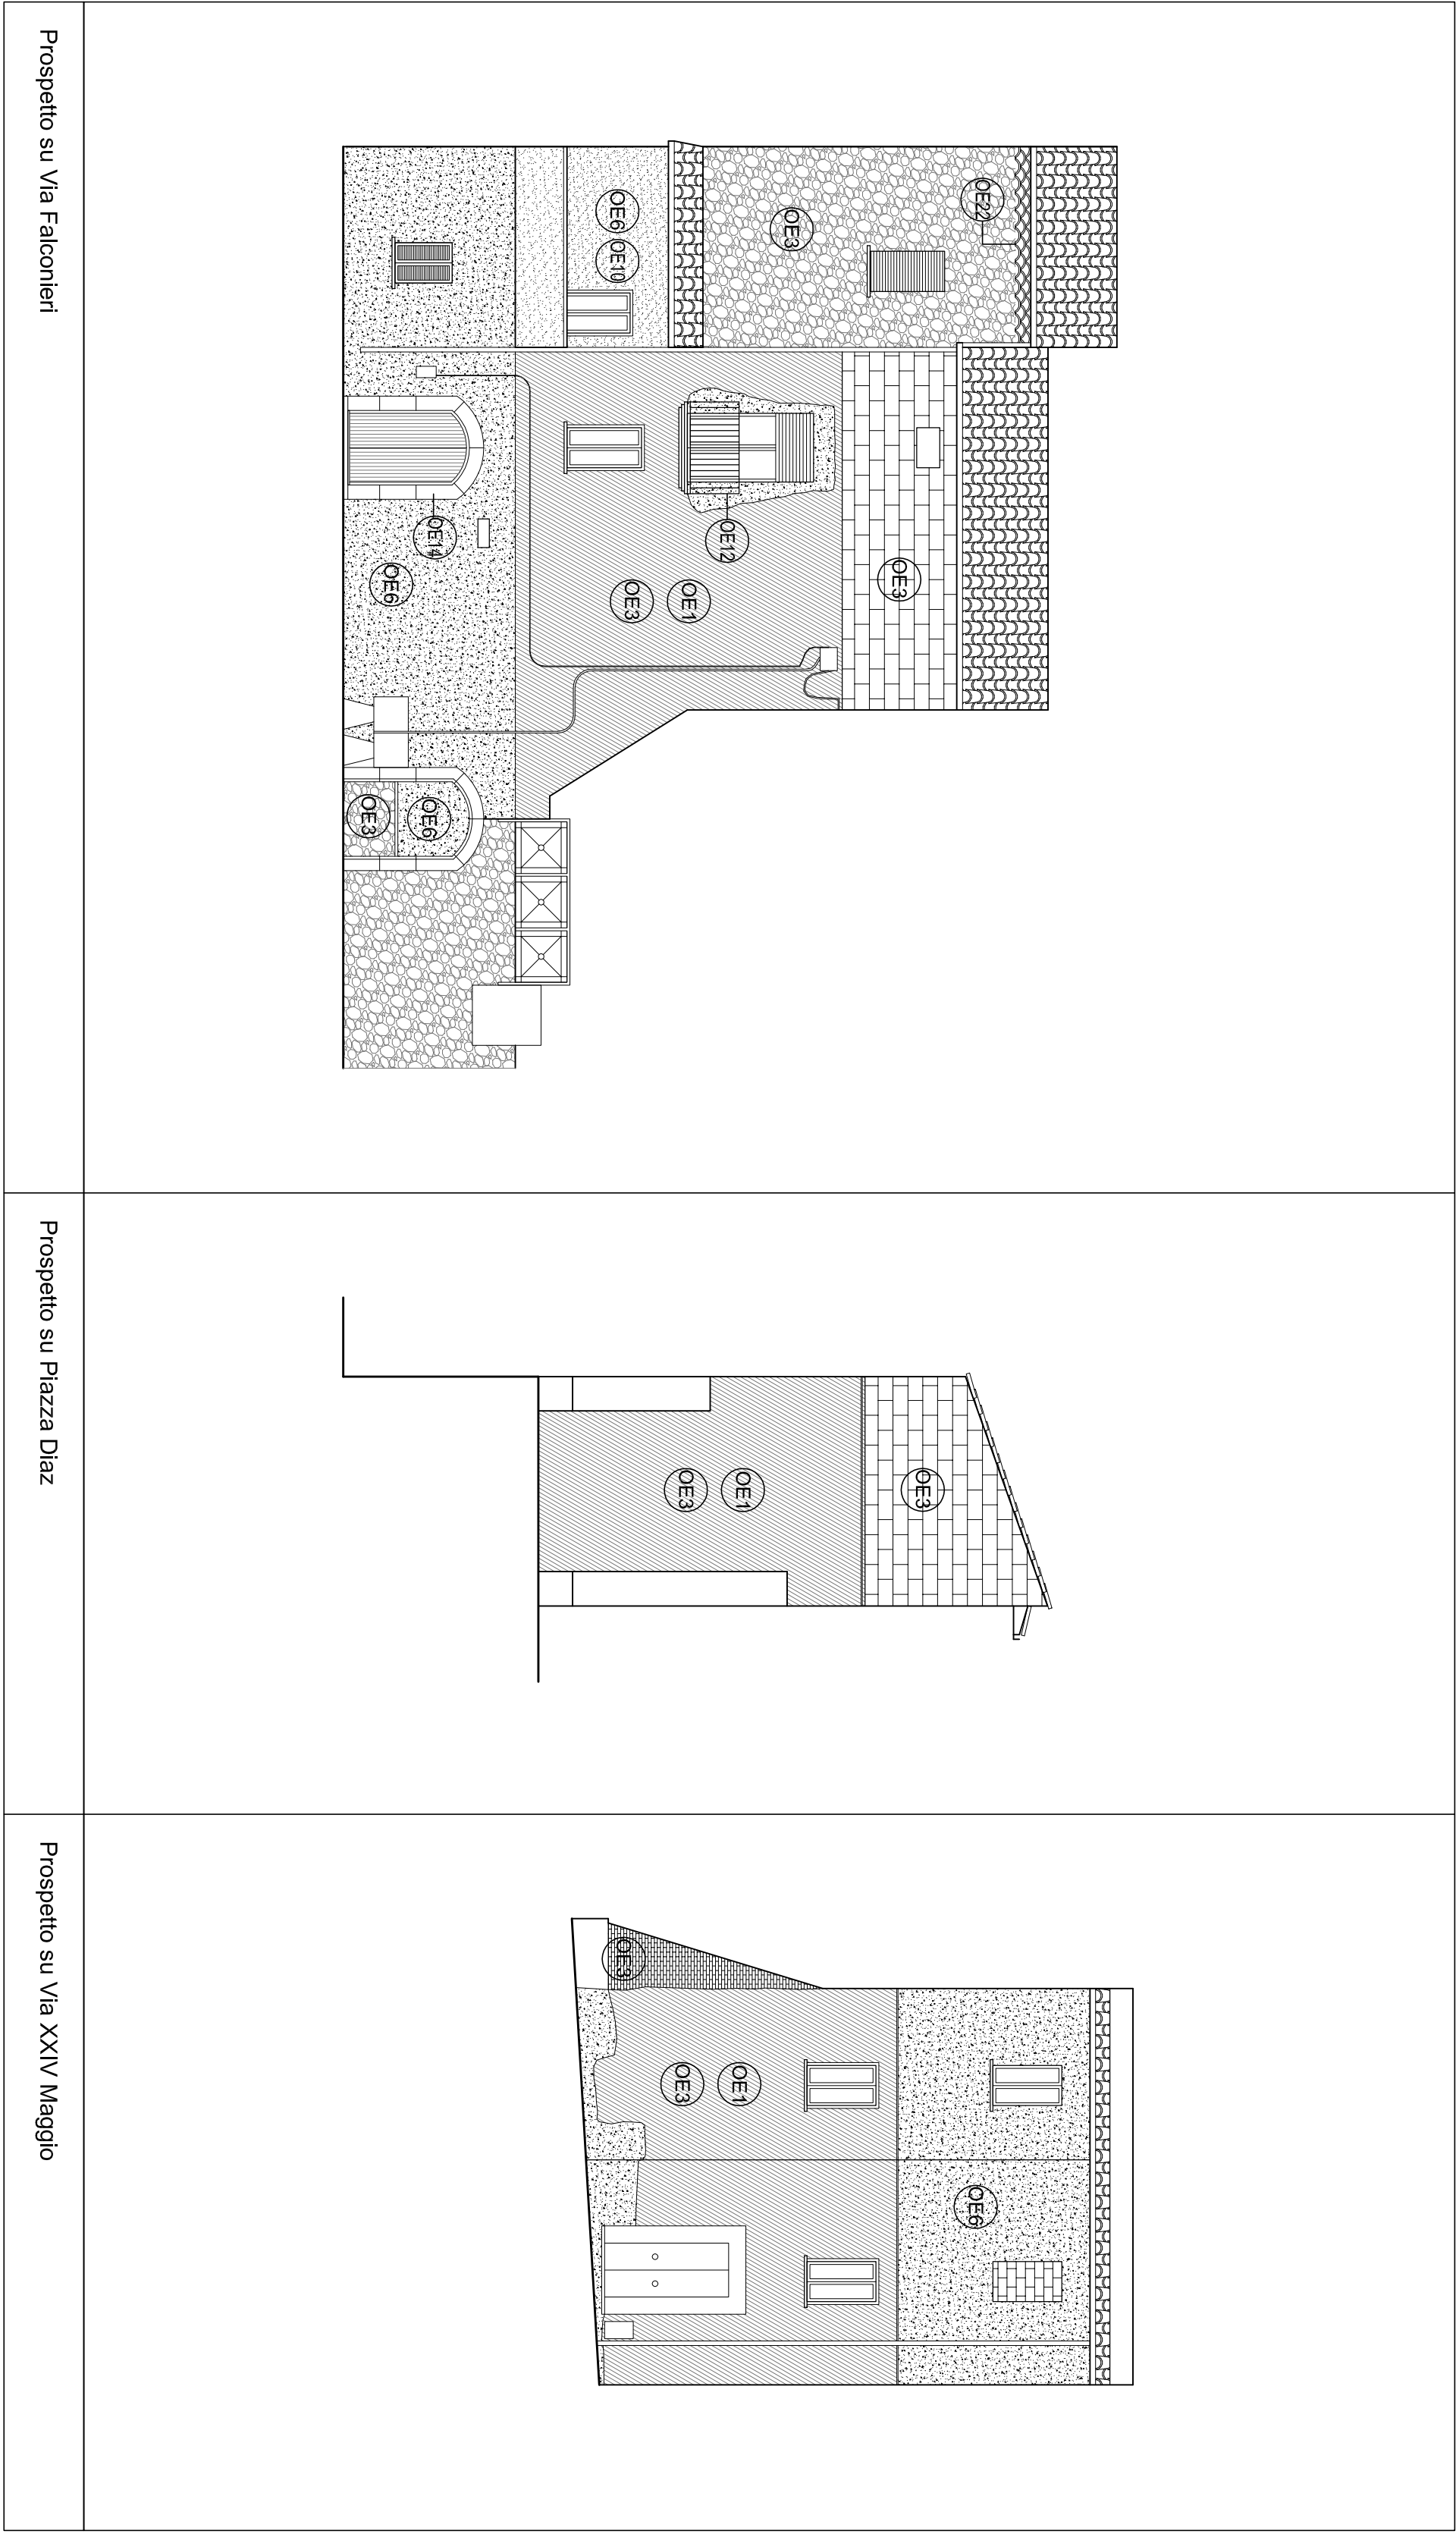 OE22
OE3
OE3
OE6 OE10
OE12
OE1
OE3
OE14
OE6
OE6
OE3
Prospetto su Via Falconieri
OE3
OE1
OE3
Prospetto su Piazza Diaz
OE6
OE1
OE3
OE3
Prospetto su Via XXIV Maggio